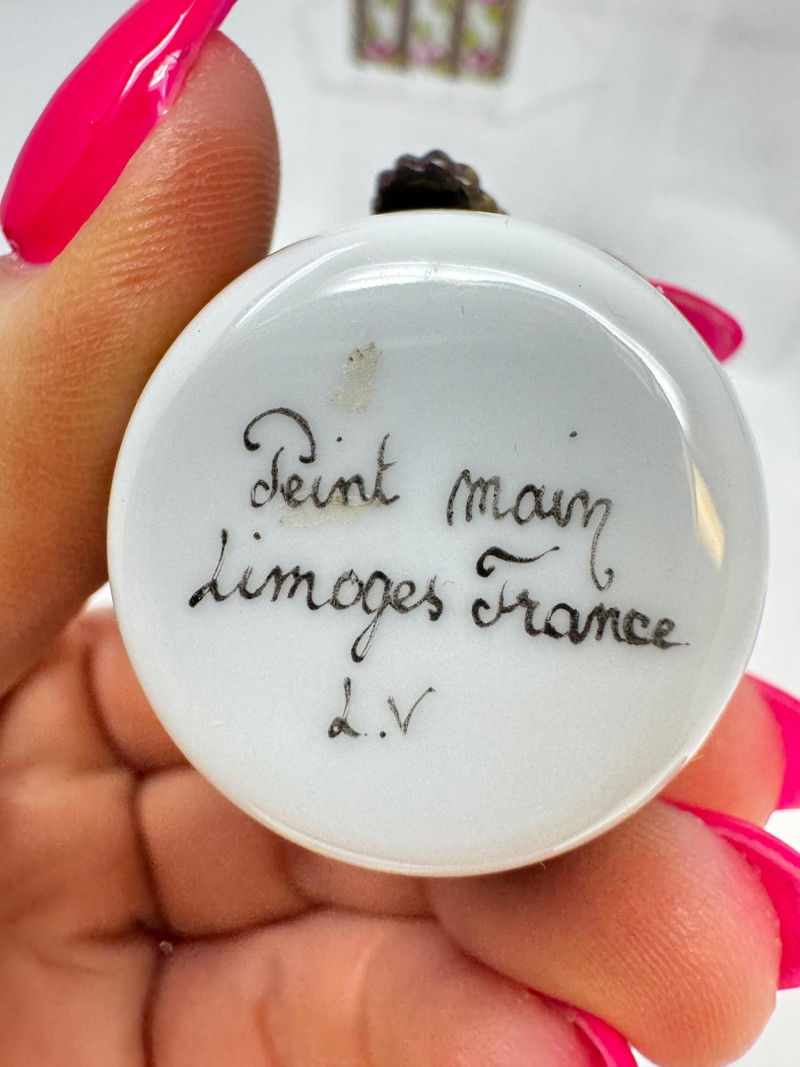 Peint main
Limoges France
L.V